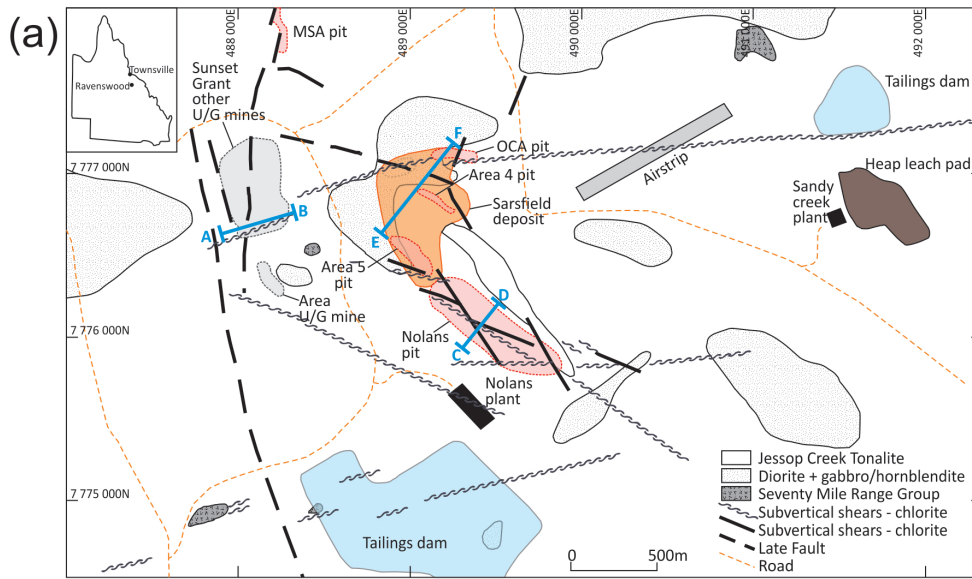 (a)
Townsville
Ravenswood
488 000E
489 000E
490 000E
491 000E
492 000E
MSA pit
Sunset
Grant
other
U/G mines
7 777 000N
F
OCA pit
Area 4 pit
Airstrip
Tailings dam
Heap leach pad
Sandy
creek
plant
A
B
E
Sarsfield
deposit
Area 5
pit
Area
U/G mine
7 776 000N
D
Nolans
pit
C
Nolans
plant
7 775 000N
Tailings dam
0
500m
Jessop Creek Tonalite
Diorite + gabbro/hornblendite
Seventy Mile Range Group
Subvertical shears - chlorite
Subvertical shears - chlorite
Late Fault
Road